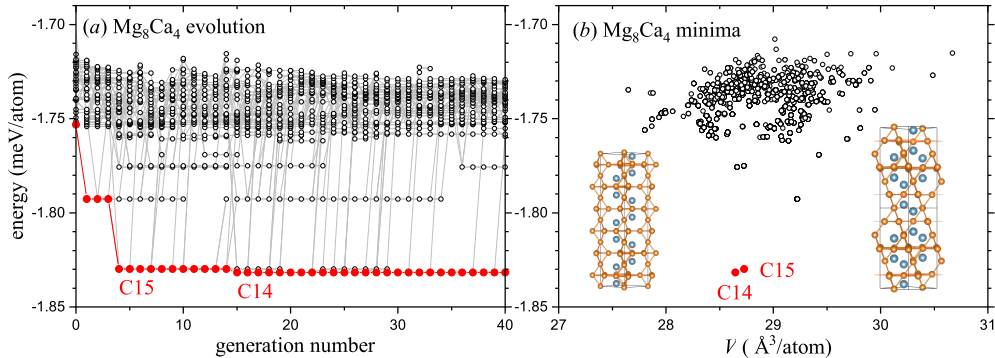 (a) Mg₈Ca₄ evolution
energy (meV/atom)
-1.70
-1.75
-1.80
-1.85
C15
C14
0
10
20
30
40
generation number
(b) Mg₈Ca₄ minima
-1.70
-1.75
-1.80
-1.85
C15
C14
27
28
29
30
31
V ( Å³/atom)